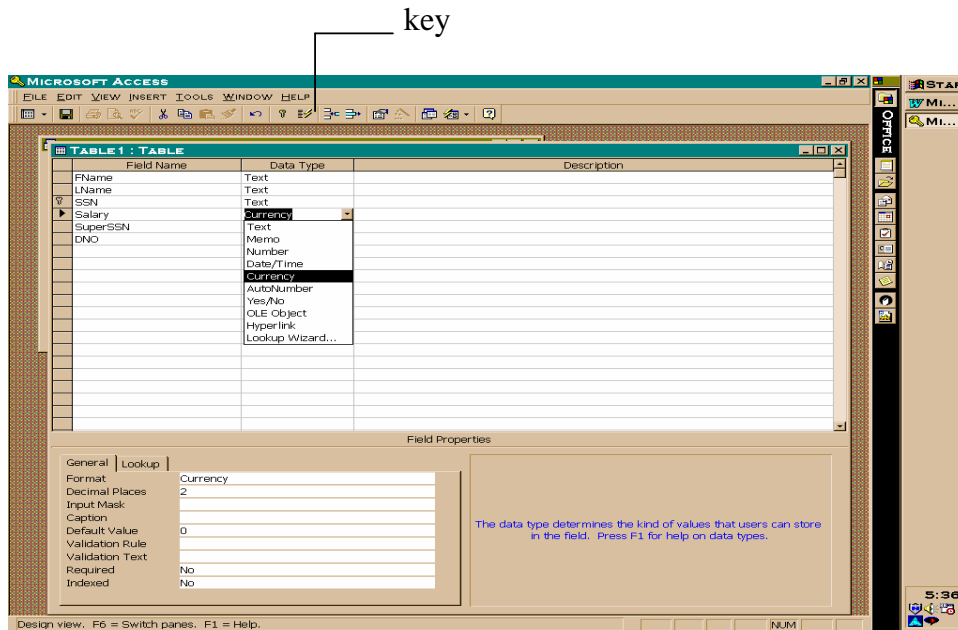 key
MICROSOFT ACCESS
START
FILE EDIT VIEW INSERT TOOLS WINDOW HELP
OFFICE
MI...
MI...
TABLE1 : TABLE
Field Name Data Type Description
FName Text
LName Text
SSN Text
Salary Currency
SuperSSN Text
DNO Memo
Number
Date/Time
Currency
AutoNumber
Yes/No
OLE Object
Hyperlink
Lookup Wizard...
Field Properties
General Lookup
Format Currency
Decimal Places 2
Input Mask
Caption
Default Value 0
Validation Rule
Validation Text
Required No
Indexed No
The data type determines the kind of values that users can store
in the field. Press F1 for help on data types.
5:36
Design view. F6 = Switch panes. F1 = Help. NUM